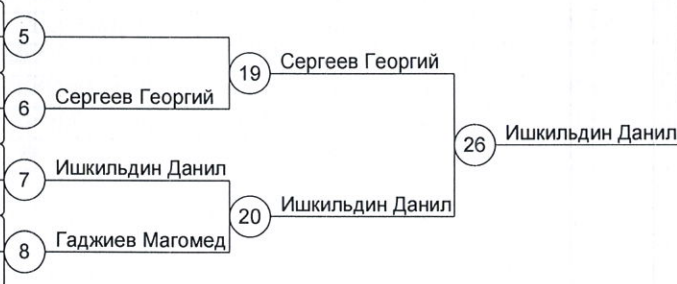 5
19
Сергеев Георгий
6
Сергеев Георгий
26
Ишкильдин Данил
7
Ишкильдин Данил
20
Ишкильдин Данил
8
Гаджиев Магомед